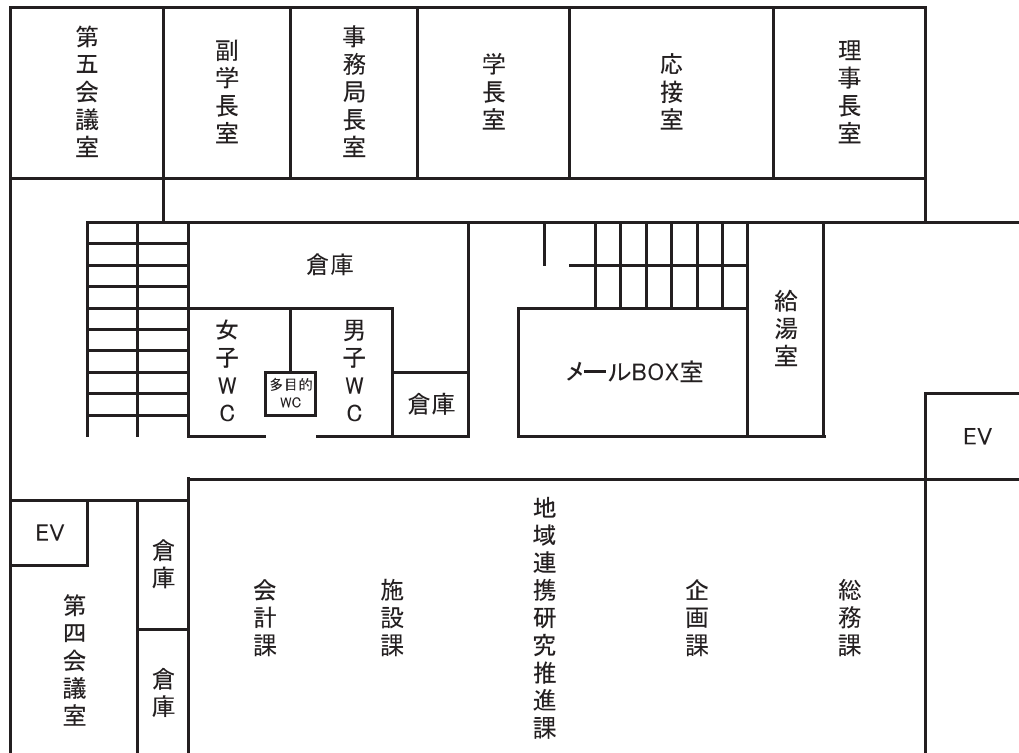 第五会議室
副学長室
事務局長室
学長室
応接室
理事長室
倉庫
女子WC
多目的
WC
男子WC
倉庫
メールBOX室
給湯室
EV
EV
倉庫
第四会議室
倉庫
会計課
施設課
地域連携研究推進課
企画課
総務課